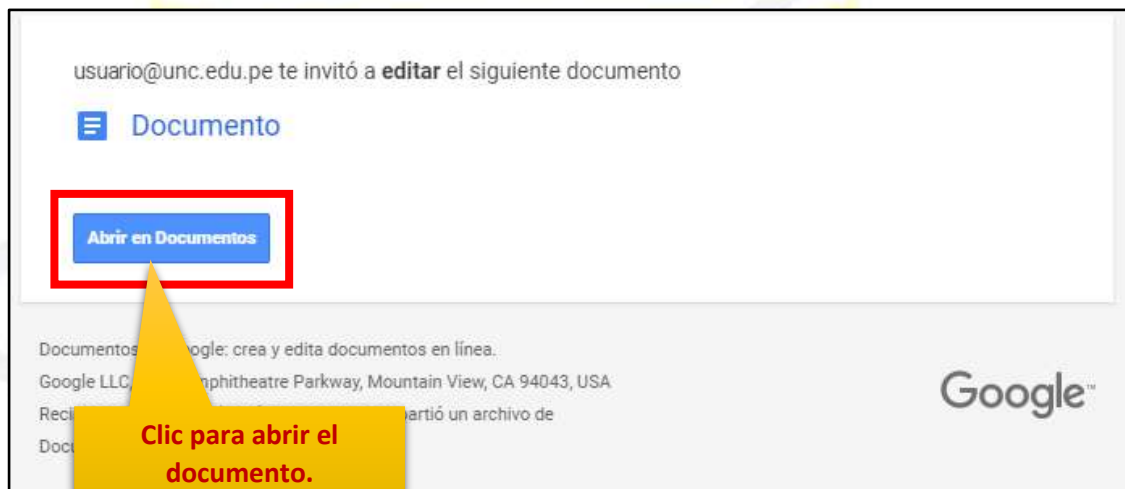 usuario@unc.edu.pe te invitó a editar el siguiente documento
Documento
Abrir en Documentos
Documentos ogle: crea y edita documentos en línea.
Google LLC, Parkway, Mountain View, CA 94043, USA
artió un archivo de
Clic para abrir el
documento.
Google